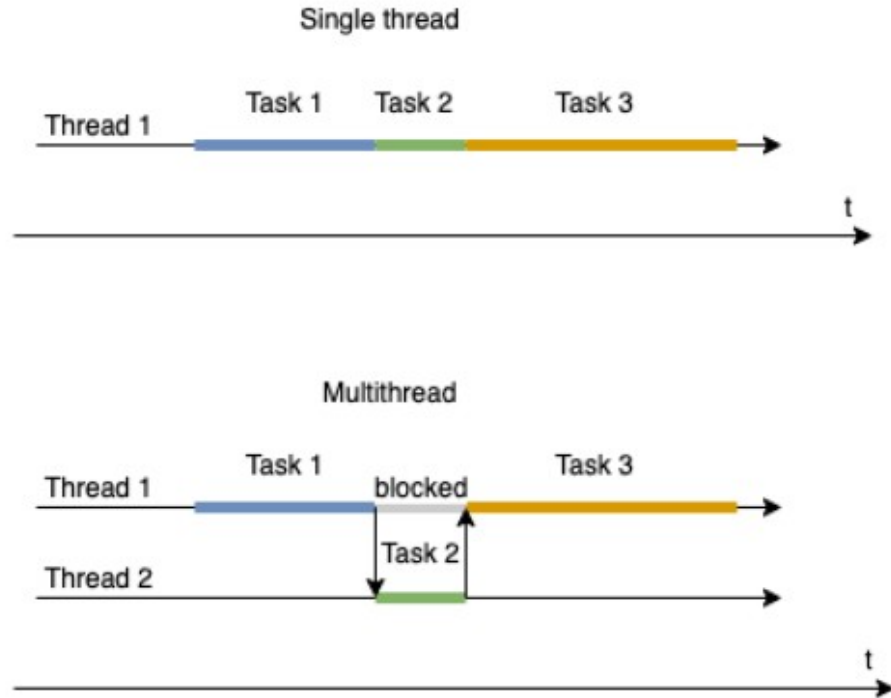 Single thread
Task 1 Task 2 Task 3
Thread 1
t
Multithread
Task 1 Task 3
Thread 1 blocked
Task 2
Thread 2
t